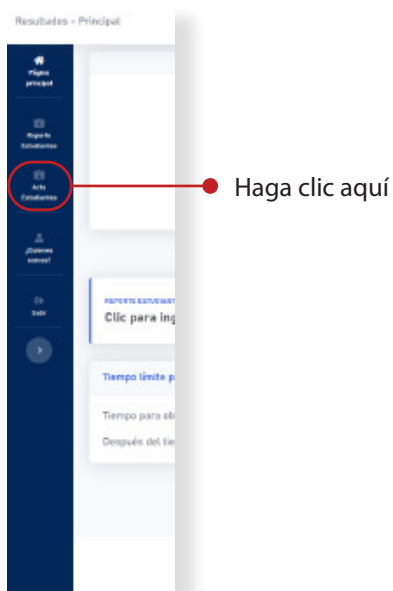 Resultados - Principal
Página
principal
Reporte
Estudiantes
Acta
Estudiantes
¿Quienes
somos?
Salir
Haga clic aquí
REPORTE ESTUDIANT
Clic para ing
Tiempo límite p
Tiempo para ob
Después del tie